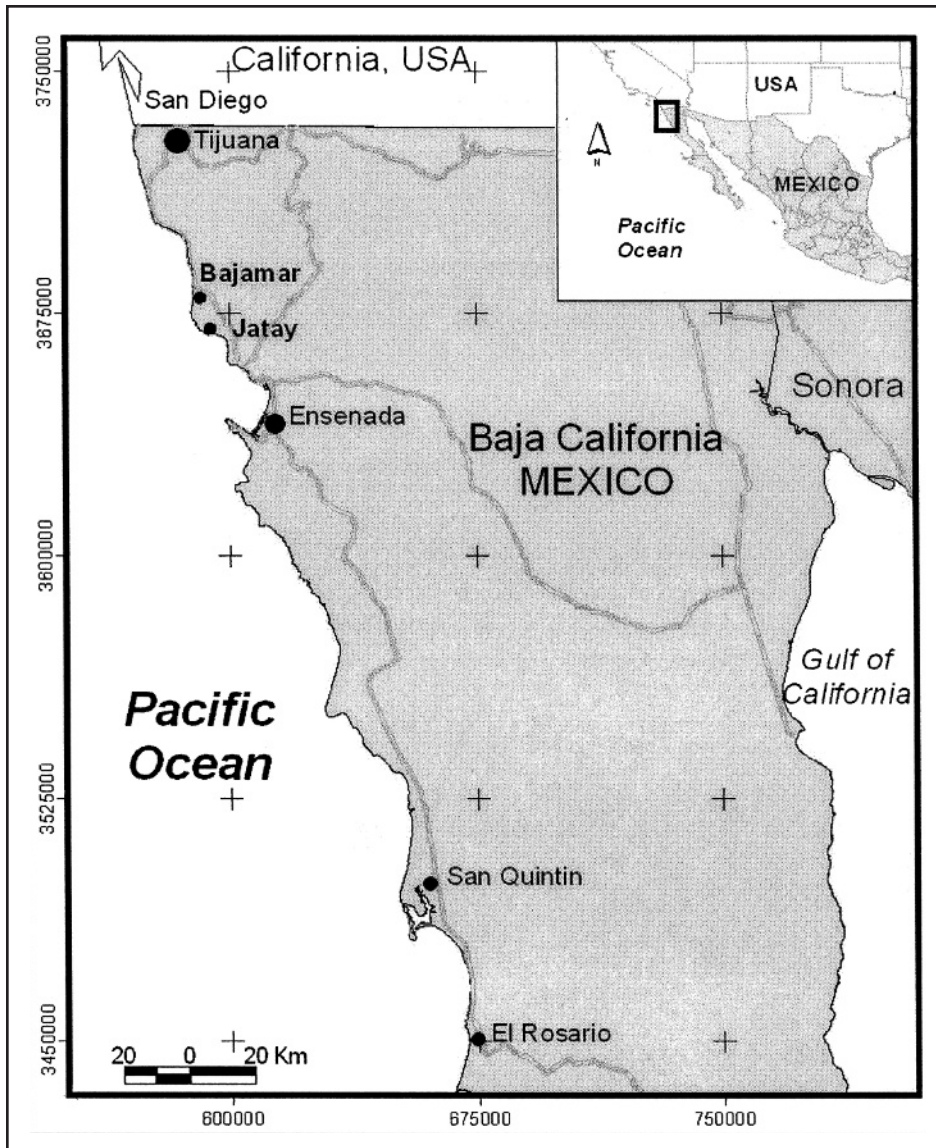 California, USA
San Diego
Tijuana
USA
N
MEXICO
Pacific
Ocean
Bajamar
Jatay
Ensenada
Sonora
Baja California
MEXICO
Gulf of
California
Pacific
Ocean
San Quintin
El Rosario
20 0 20 Km
3750000
3675000
3600000
3525000
3450000
600000 675000 750000